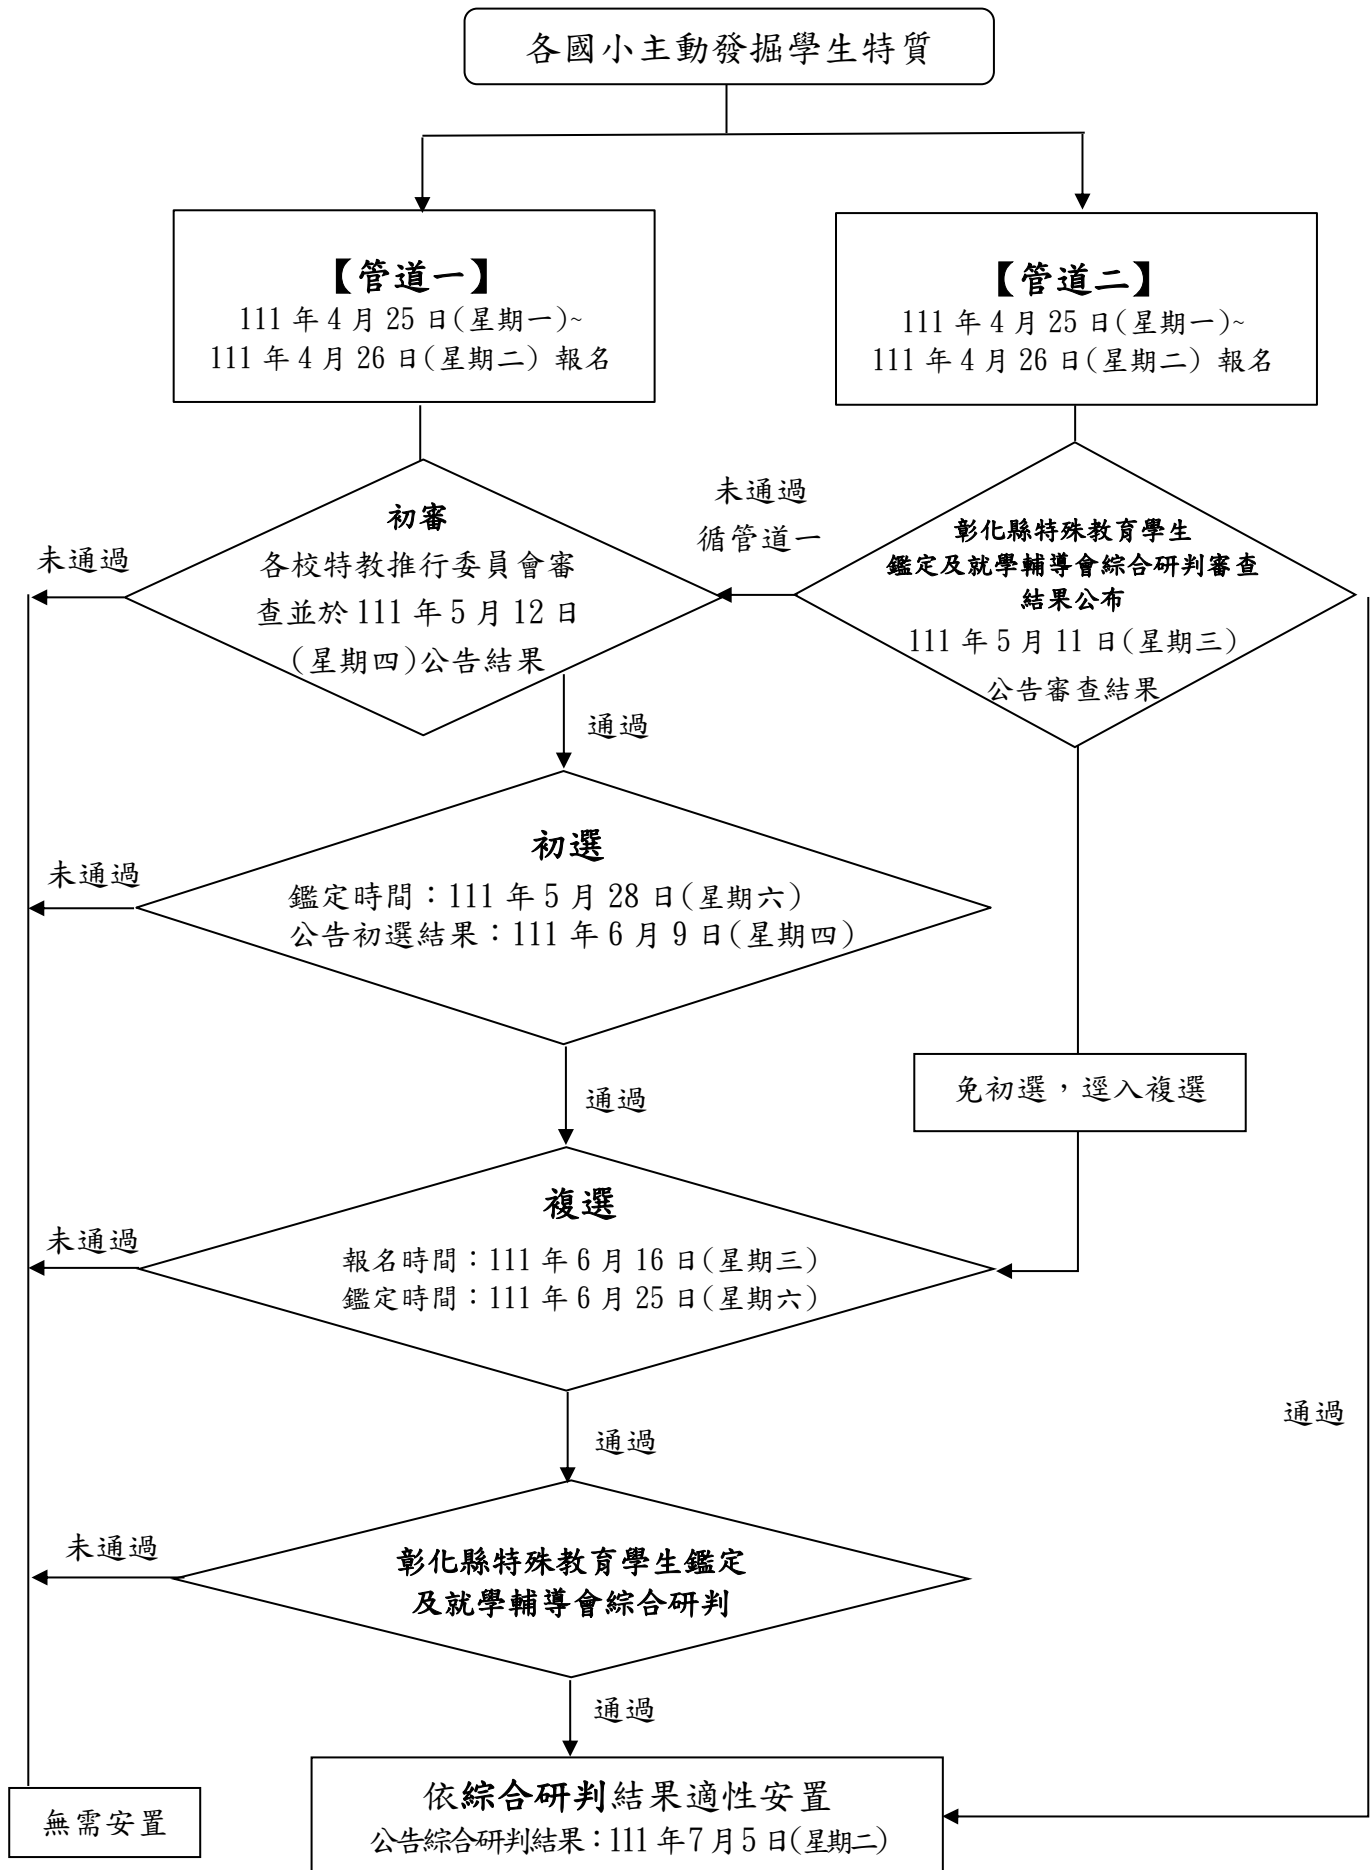 各國小主動發掘學生特質
【管道一】
111 年 4 月 25 日(星期一)~
111 年 4 月 26 日(星期二) 報名
【管道二】
111 年 4 月 25 日(星期一)~
111 年 4 月 26 日(星期二) 報名
初審
各校特教推行委員會審
查並於 111 年 5 月 12 日
(星期四)公告結果
未通過
未通過
循管道一
彰化縣特殊教育學生
鑑定及就學輔導會綜合研判審查
結果公布
111 年 5 月 11 日(星期三)
公告審查結果
通過
初選
鑑定時間：111 年 5 月 28 日(星期六)
公告初選結果：111 年 6 月 9 日(星期四)
未通過
通過
免初選，逕入複選
複選
報名時間：111 年 6 月 16 日(星期三)
鑑定時間：111 年 6 月 25 日(星期六)
未通過
通過
通過
彰化縣特殊教育學生鑑定
及就學輔導會綜合研判
未通過
通過
無需安置
依綜合研判結果適性安置
公告綜合研判結果：111 年 7 月 5 日(星期二)